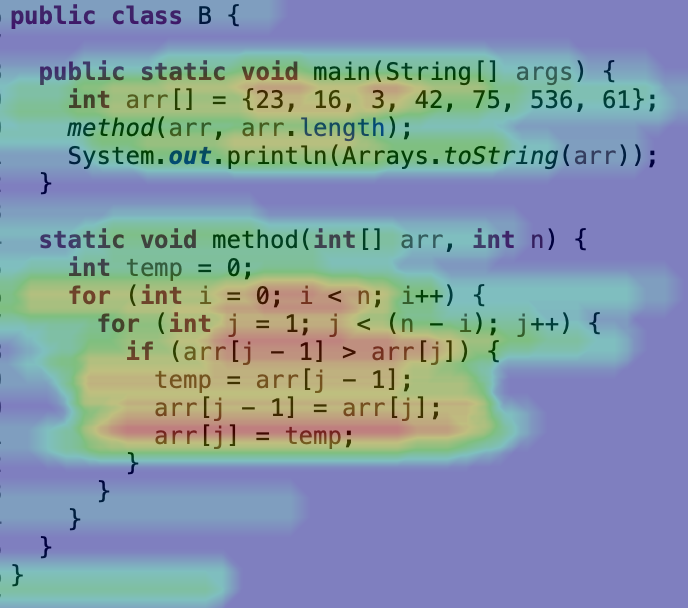 public class B {
public static void main(String[] args) {
int arr[] = {23, 16, 3, 42, 75, 536, 61};
method(arr, arr.length);
System.out.println(Arrays.toString(arr));
}
static void method(int[] arr, int n) {
int temp = 0;
for (int i = 0; i < n; i++) {
for (int j = 1; j < (n - i); j++) {
if (arr[j - 1] > arr[j]) {
temp = arr[j - 1];
arr[j - 1] = arr[j];
arr[j] = temp;
}
}
}
}
}